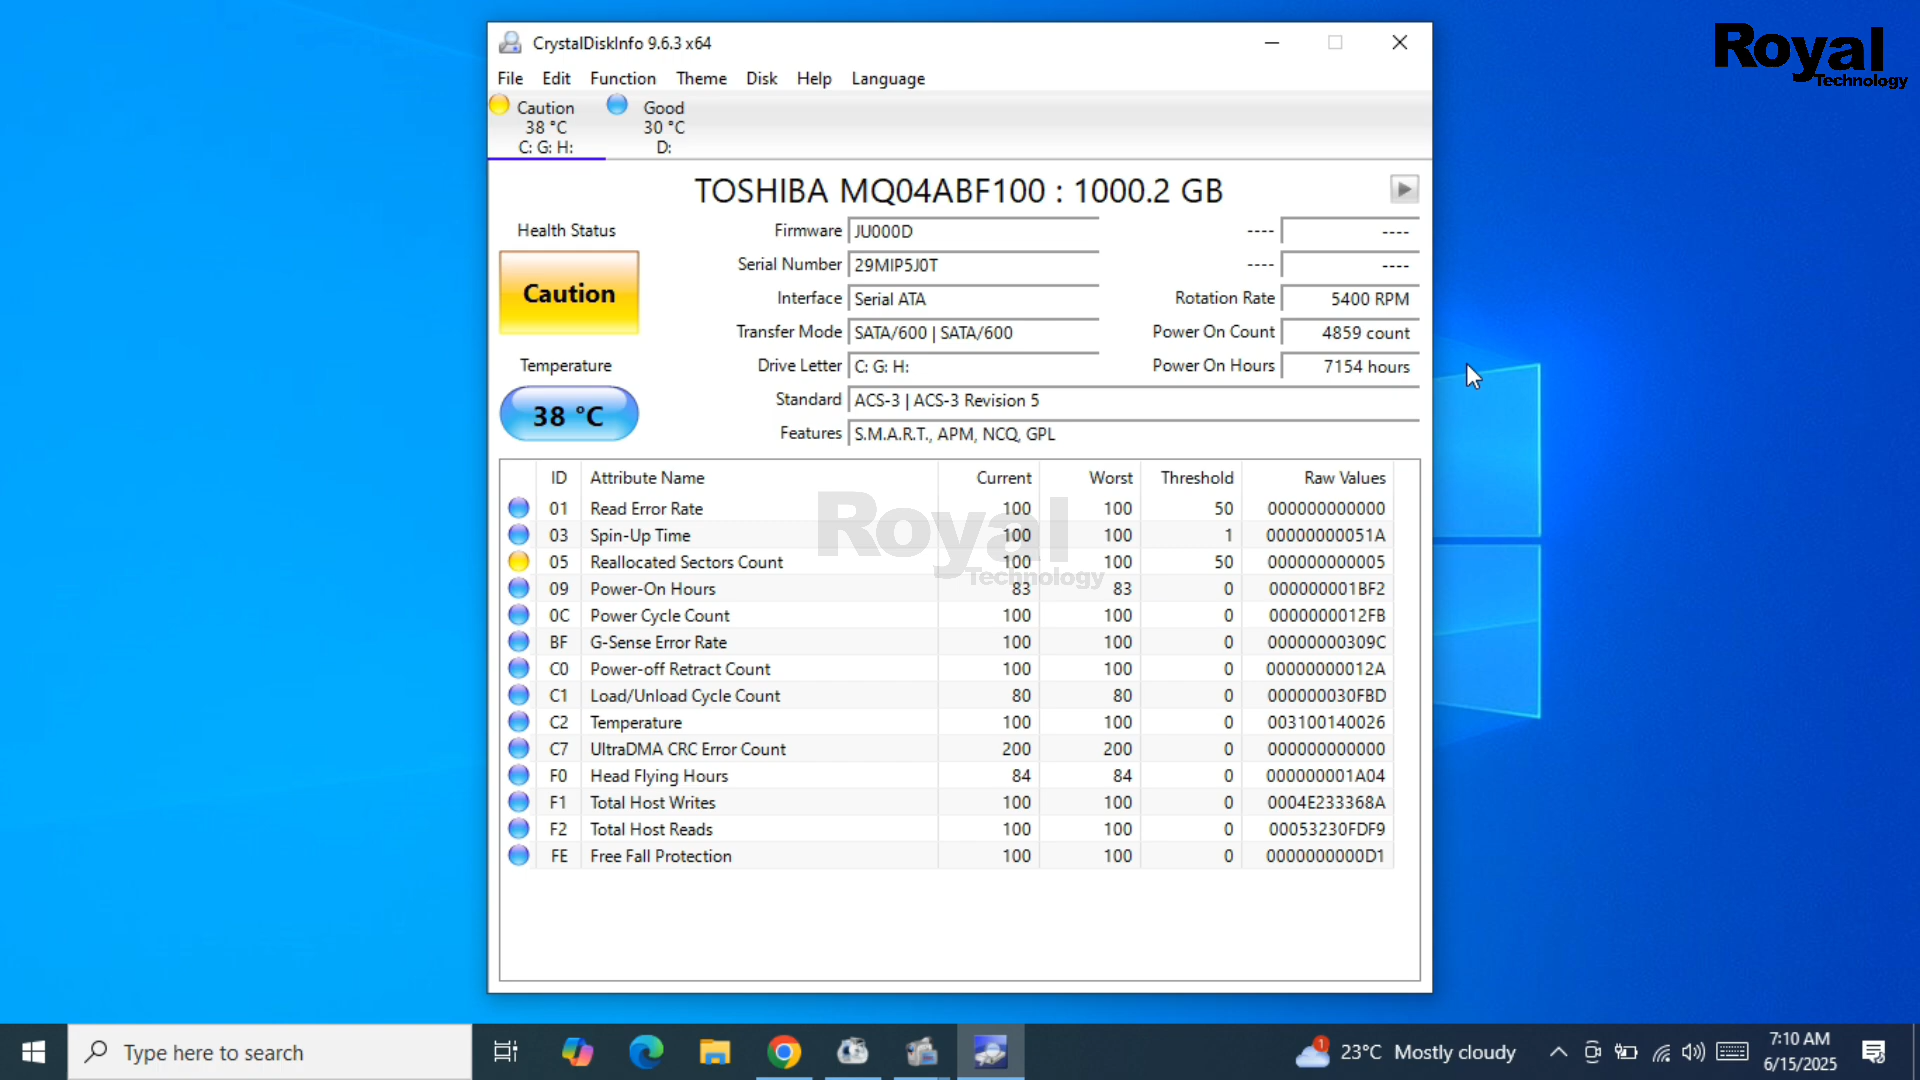 Royal
Technology
CrystalDiskInfo 9.6.3 x64
File Edit Function Theme Disk Help Language
Caution Good
38 °C 30 °C
C: G: H: D:
TOSHIBA MQ04ABF100 : 1000.2 GB
Health Status Firmware JU000D ---- ----
Serial Number 29MIP5J0T ---- ----
Caution Interface Serial ATA Rotation Rate 5400 RPM
Transfer Mode SATA/600 | SATA/600 Power On Count 4859 count
Temperature Drive Letter C: G: H: Power On Hours 7154 hours
38 °C Standard ACS-3 | ACS-3 Revision 5
Features S.M.A.R.T., APM, NCQ, GPL
ID Attribute Name Current Worst Threshold Raw Values
01 Read Error Rate 100 100 50 000000000000
03 Spin-Up Time 100 100 1 00000000051A
05 Reallocated Sectors Count 100 100 50 000000000005
09 Power-On Hours 83 83 0 000000001BF2
0C Power Cycle Count 100 100 0 0000000012FB
BF G-Sense Error Rate 100 100 0 00000000309C
C0 Power-off Retract Count 100 100 0 00000000012A
C1 Load/Unload Cycle Count 80 80 0 000000030FBD
C2 Temperature 100 100 0 003100140026
C7 UltraDMA CRC Error Count 200 200 0 000000000000
F0 Head Flying Hours 84 84 0 000000001A04
F1 Total Host Writes 100 100 0 0004E233368A
F2 Total Host Reads 100 100 0 00053230FDF9
FE Free Fall Protection 100 100 0 0000000000D1
Royal
Technology
Type here to search
1
23°C Mostly cloudy
7:10 AM
6/15/2025